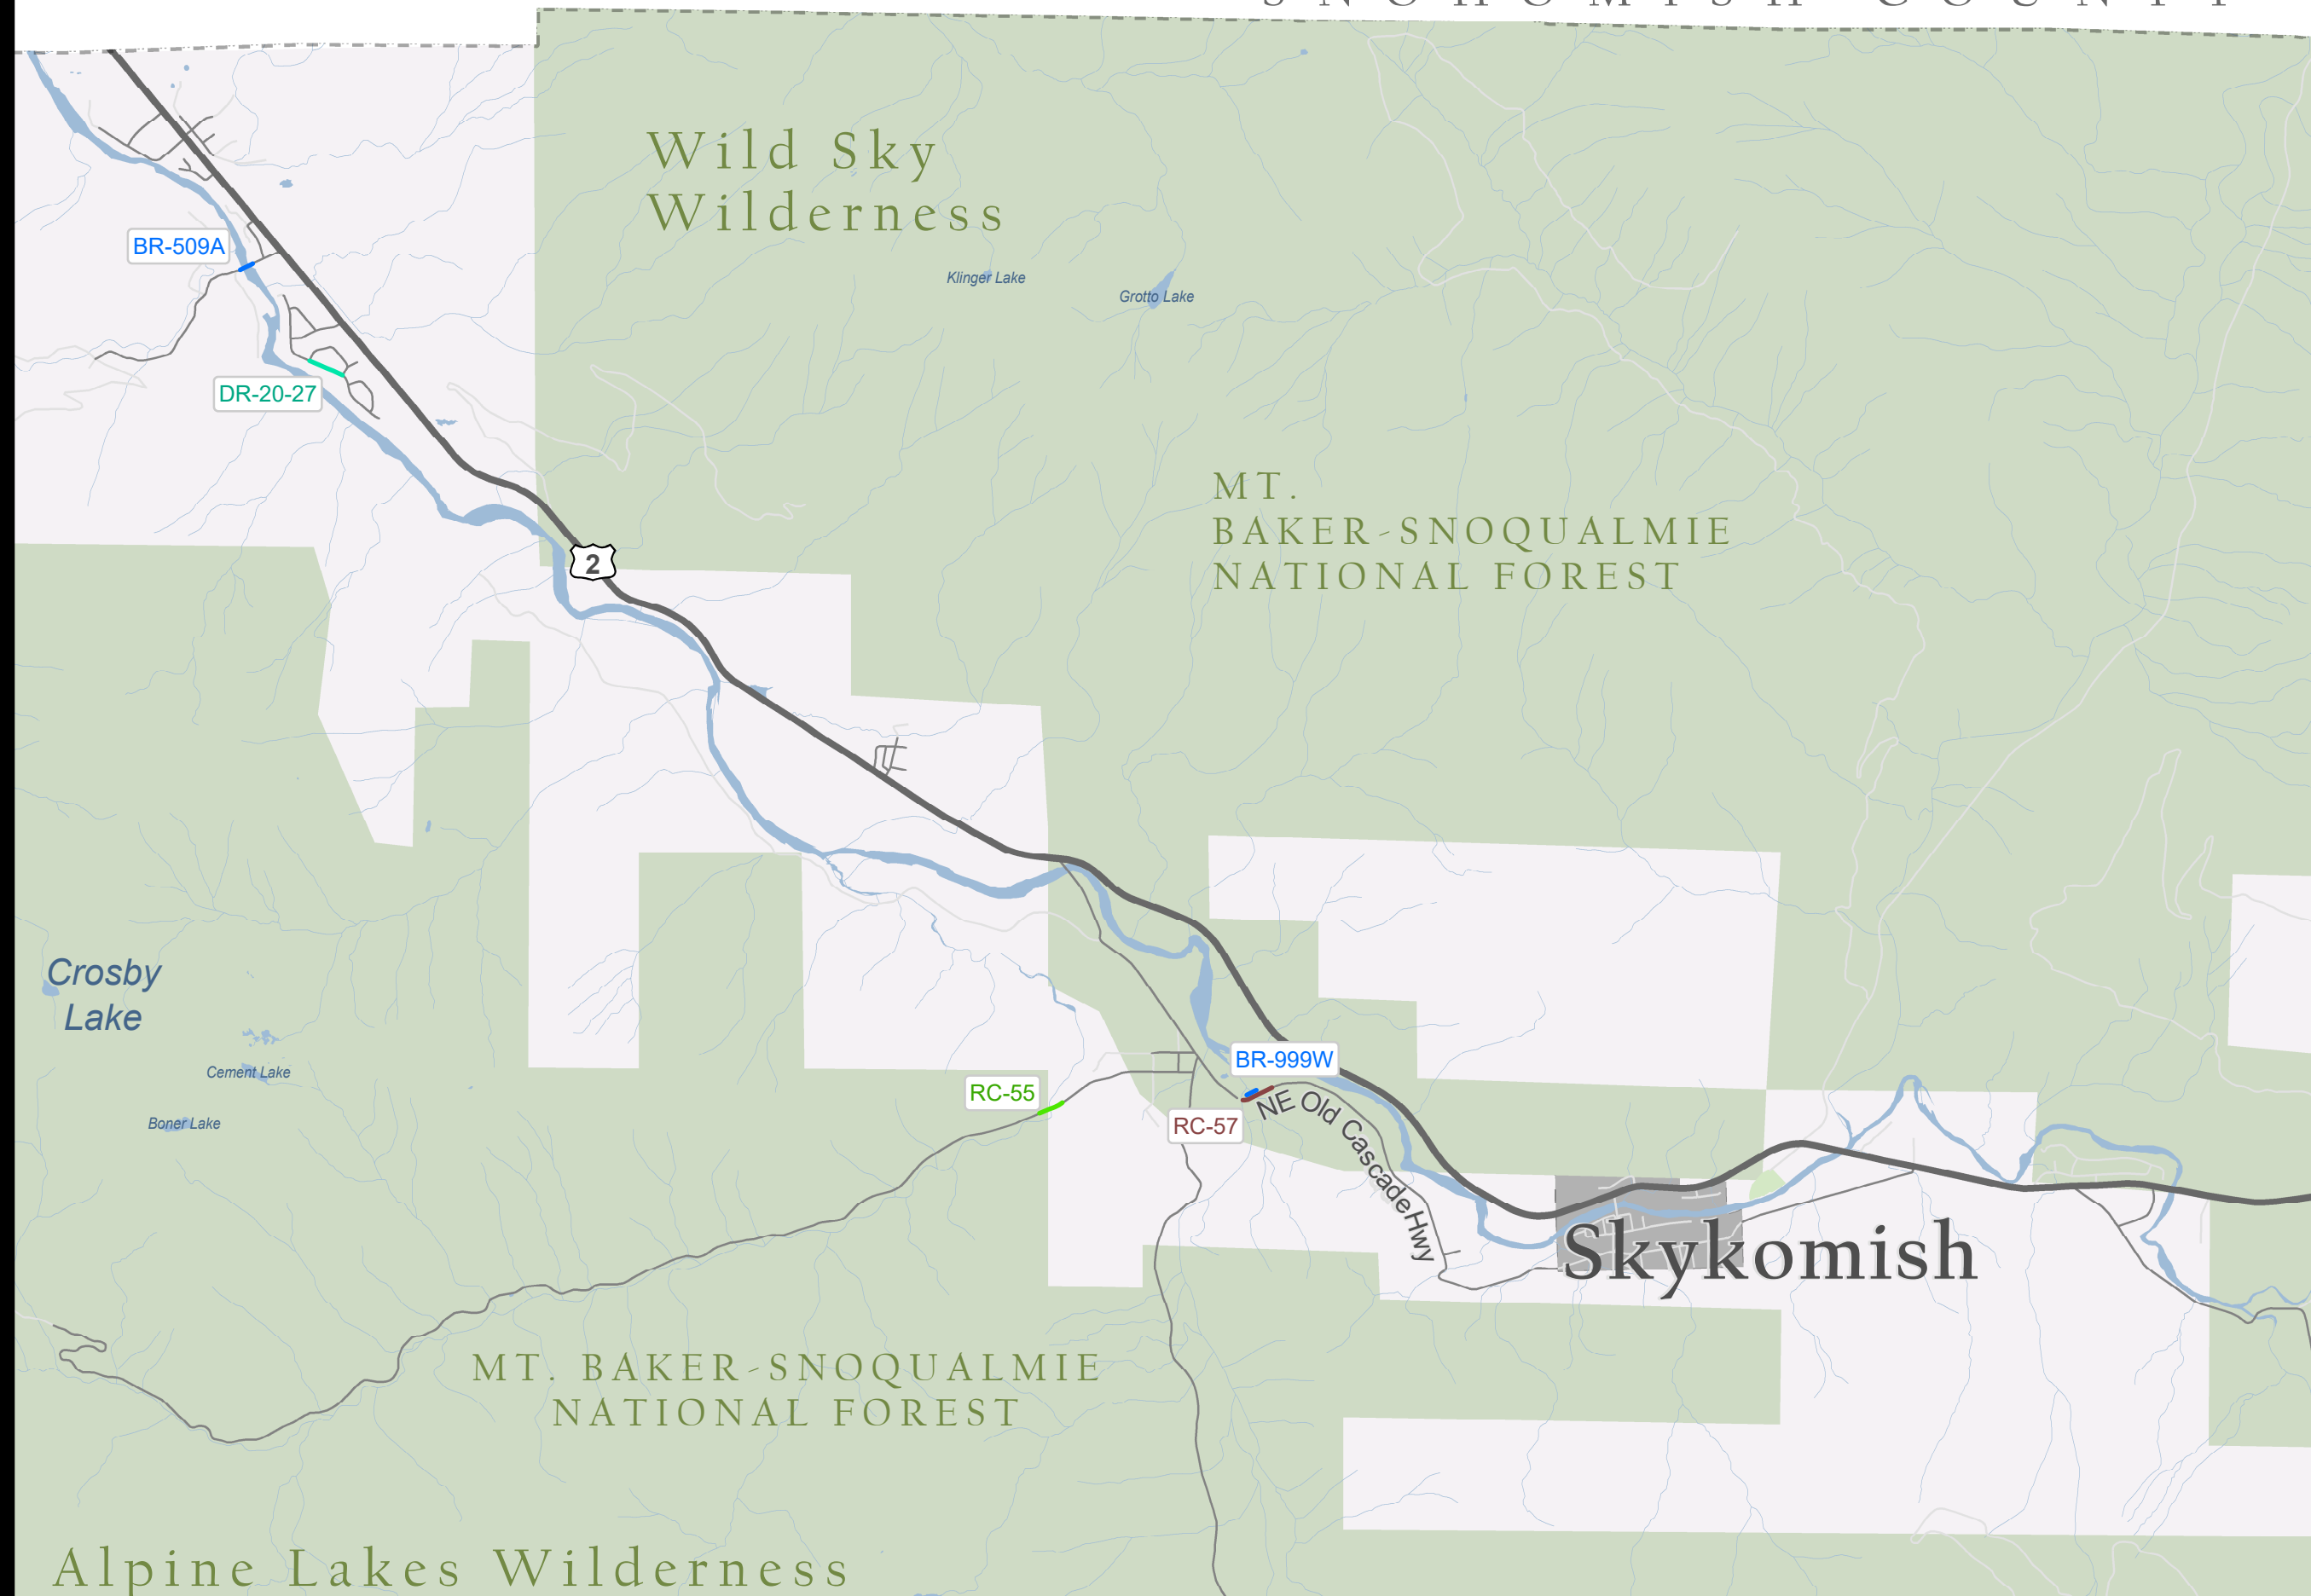 SNOHOMISH COUNTY
Wild Sky
Wilderness
BR-509A
Klinger Lake
Grotto Lake
DR-20-27
MT.
BAKER-SNOQUALMIE
NATIONAL FOREST
2
Crosby
Lake
Cement Lake
Boner Lake
BR-999W
RC-55
RC-57
NE Old Cascade Hwy
Skykomish
MT. BAKER-SNOQUALMIE
NATIONAL FOREST
Alpine Lakes Wilderness